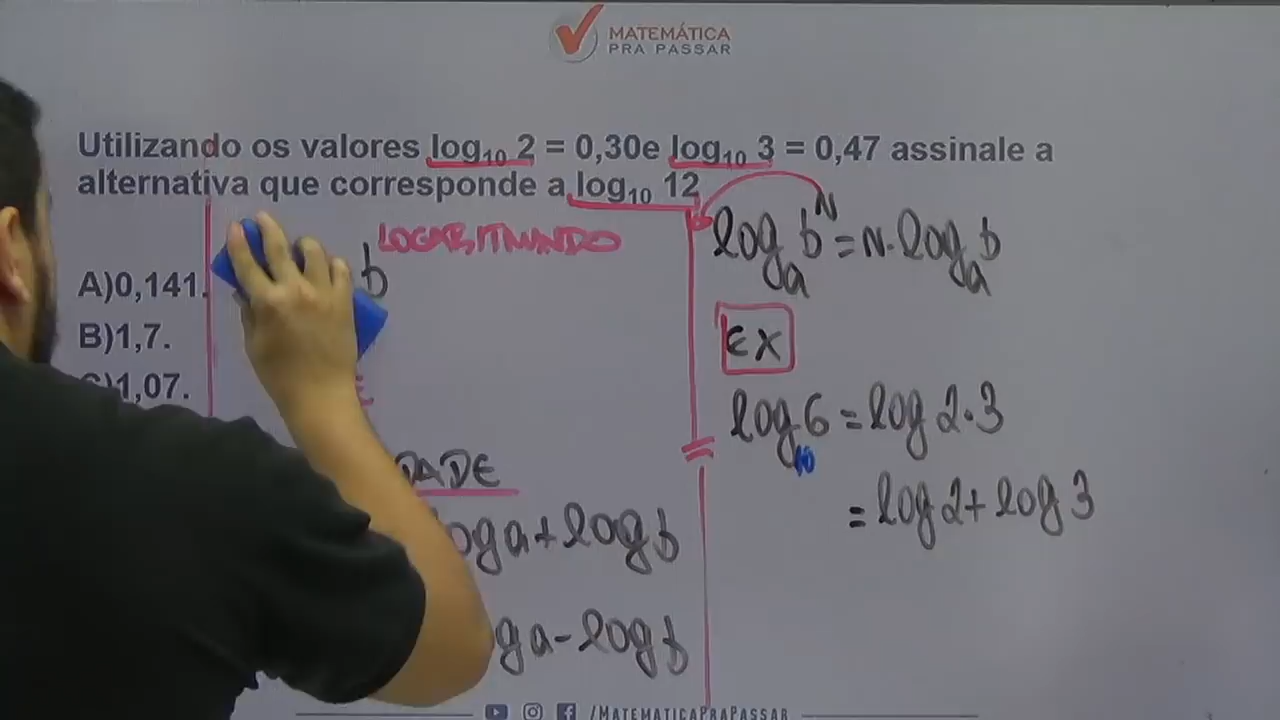 MATEMÁTICA
PRA PASSAR
Utilizando os valores log₁₀ 2 = 0,30e log₁₀ 3 = 0,47 assinale a
alternativa que corresponde a log₁₀ 12
A)0,141.
B)1,7.
C)1,07.
b
LOGARITMANDO
DADE
log a + log b
g a - log b
logₐ bᴺ = N. logₐ b
EX
log₁₀ 6 = log 2.3
= log 2 + log 3
/MATEMATICAPRAPASSAR